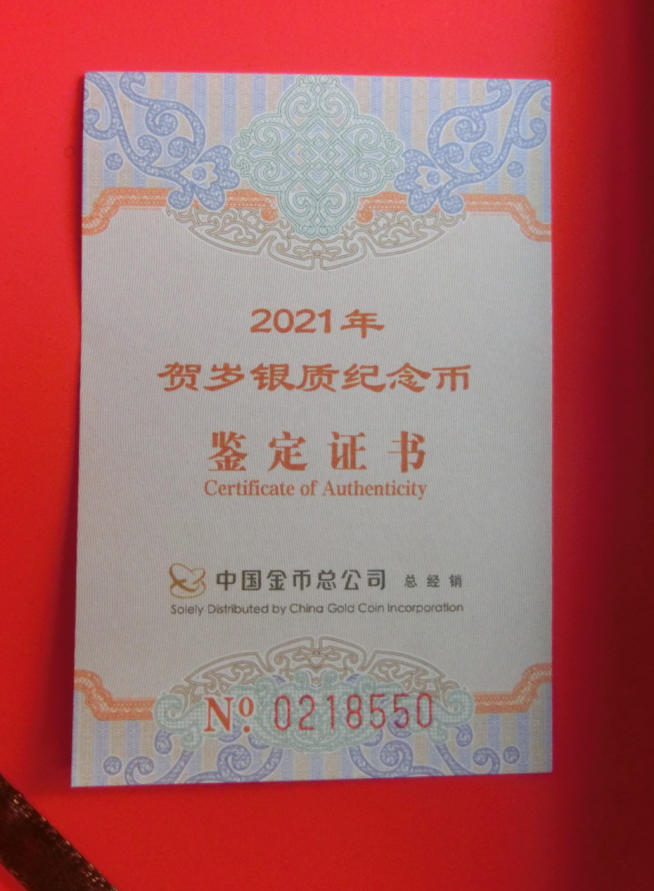 2021年
贺岁银质纪念币
鉴定证书
Certificate of Authenticity
中国金币总公司 总经销
Solely Distributed by China Gold Coin Incorporation
Nº. 0218550